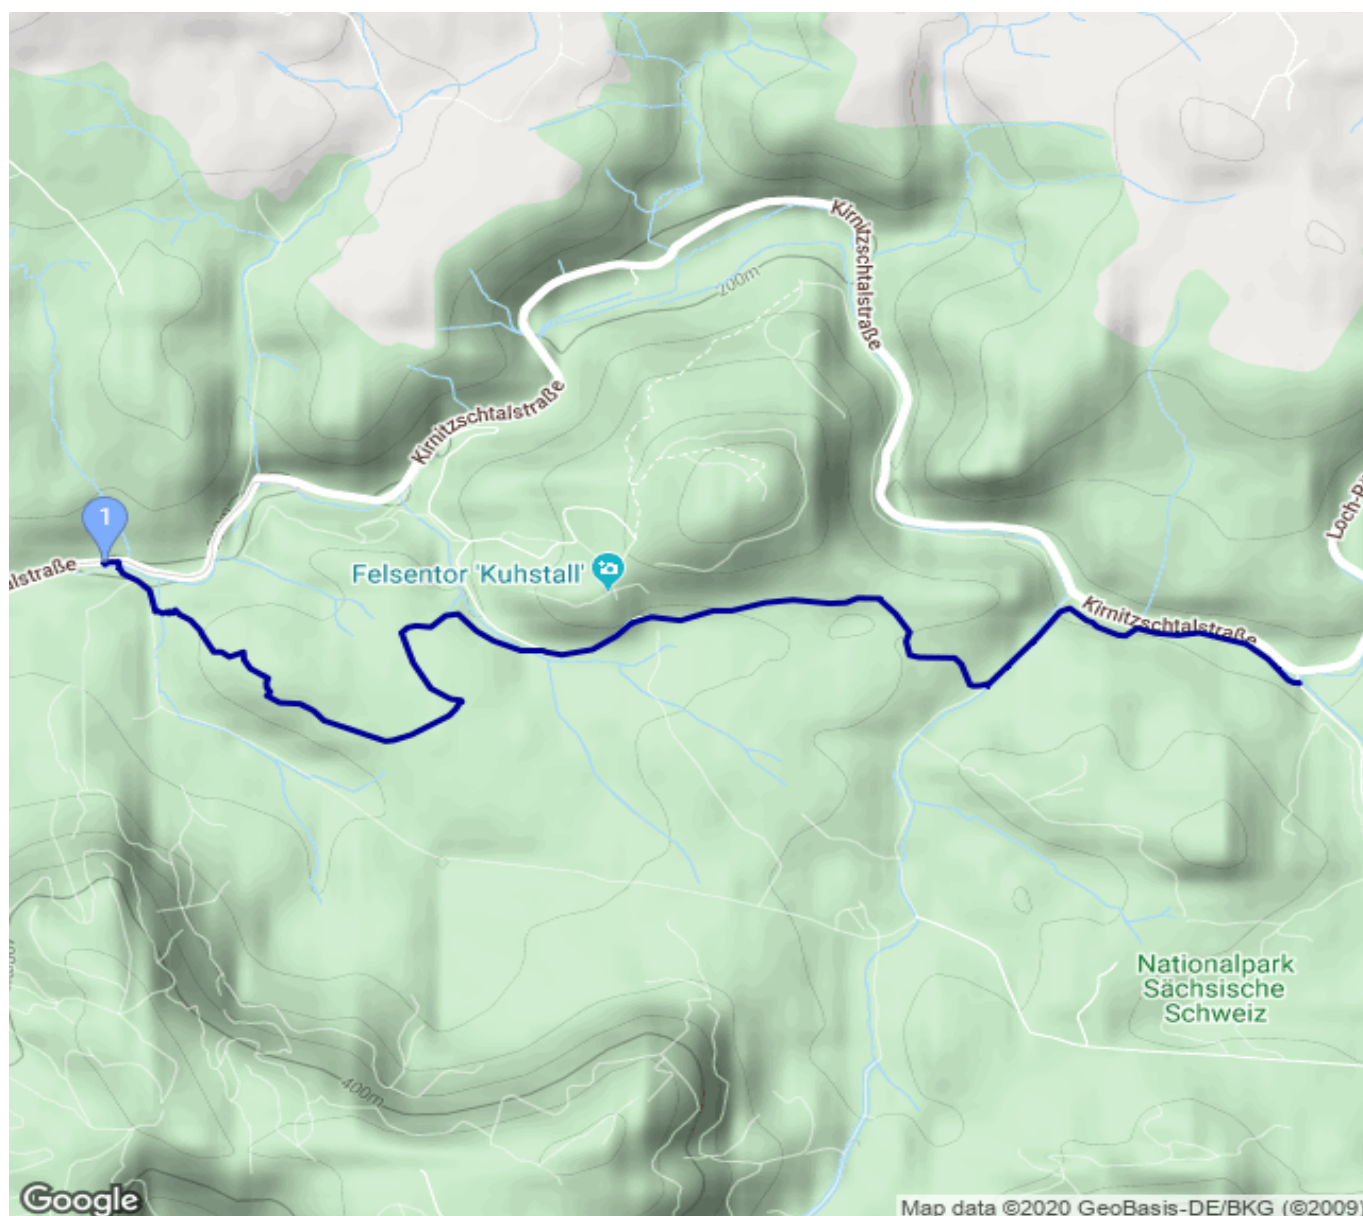 Kirnitzschtalstraße
200m
Kirnitzschtalstraße
1
alstraße
Felsentor 'Kuhstall'
Kirnitzschtalstraße
Nationalpark
Sächsische
Schweiz
400m
Google
Map data ©2020 GeoBasis-DE/BKG (©2009)